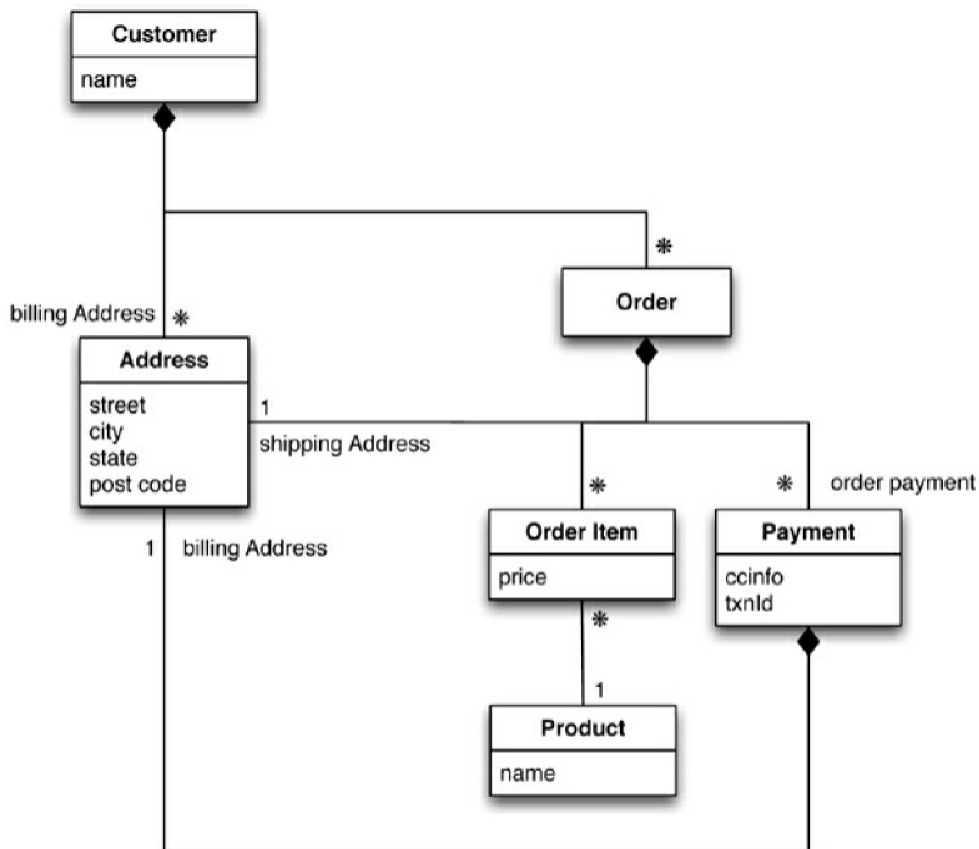 Customer
name
*
Order
billing Address *
Address
street
city
state
post code
1
shipping Address
*
* order payment
1 billing Address
Order Item
price
Payment
ccinfo
txnId
*
1
Product
name